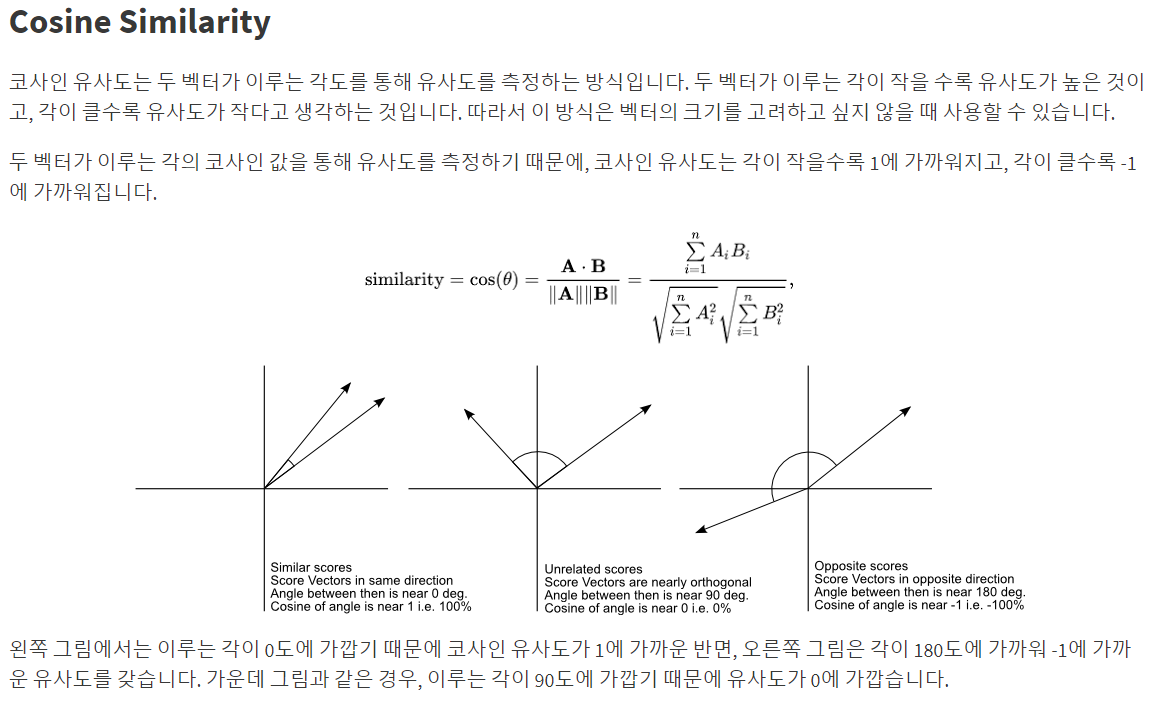 Cosine Similarity
코사인 유사도는 두 벡터가 이루는 각도를 통해 유사도를 측정하는 방식입니다. 두 벡터가 이루는 각이 작을 수록 유사도가 높은 것이
고, 각이 클수록 유사도가 작다고 생각하는 것입니다. 따라서 이 방식은 벡터의 크기를 고려하고 싶지 않을 때 사용할 수 있습니다.
두 벡터가 이루는 각의 코사인 값을 통해 유사도를 측정하기 때문에, 코사인 유사도는 각이 작을수록 1에 가까워지고, 각이 클수록 -1
에 가까워집니다.
similarity = cos(θ) = \frac{\mathbf{A} \cdot \mathbf{B}}{\|\mathbf{A}\| \|\mathbf{B}\|} = \frac{\sum_{i=1}^{n} A_i B_i}{\sqrt{\sum_{i=1}^{n} A_i^2} \sqrt{\sum_{i=1}^{n} B_i^2}},
Similar scores
Score Vectors in same direction
Angle between then is near 0 deg.
Cosine of angle is near 1 i.e. 100%
Unrelated scores
Score Vectors are nearly orthogonal
Angle between then is near 90 deg.
Cosine of angle is near 0 i.e. 0%
Opposite scores
Score Vectors in opposite direction
Angle between then is near 180 deg.
Cosine of angle is near -1 i.e. -100%
왼쪽 그림에서는 이루는 각이 0도에 가깝기 때문에 코사인 유사도가 1에 가까운 반면, 오른쪽 그림은 각이 180도에 가까워 -1에 가까
운 유사도를 갖습니다. 가운데 그림과 같은 경우, 이루는 각이 90도에 가깝기 때문에 유사도가 0에 가깝습니다.